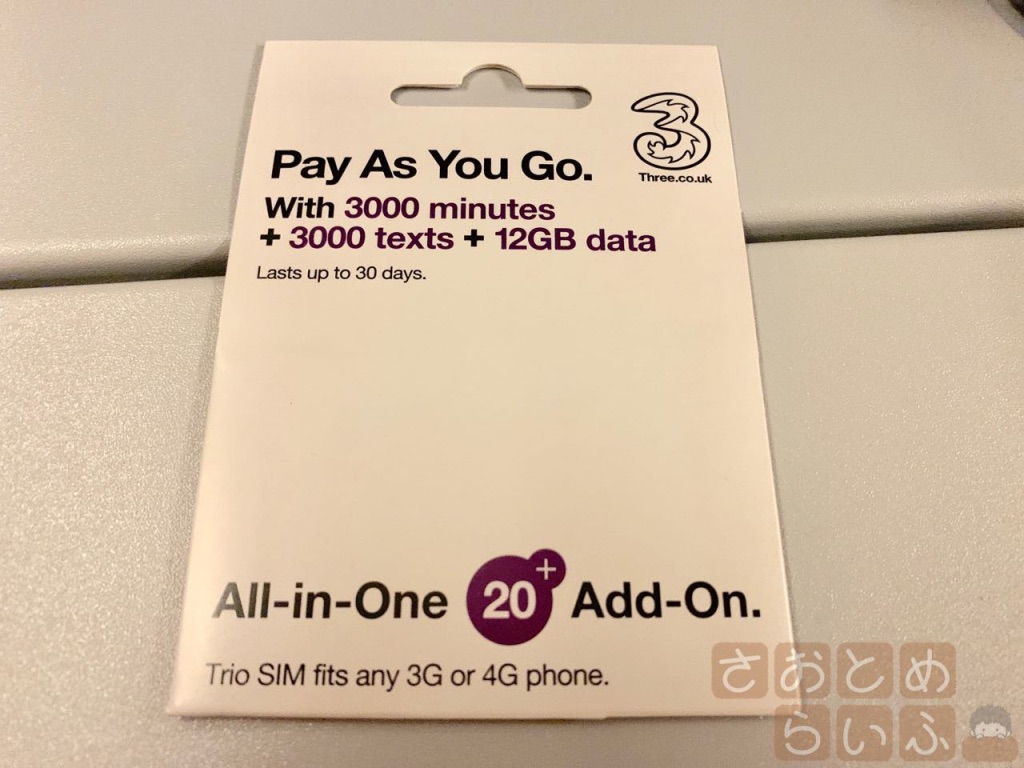 Three.co.uk
Pay As You Go.
With 3000 minutes
+ 3000 texts + 12GB data
Lasts up to 30 days.
All-in-One 20+ Add-On.
Trio SIM fits any 3G or 4G phone.
さおとめ
らいふ